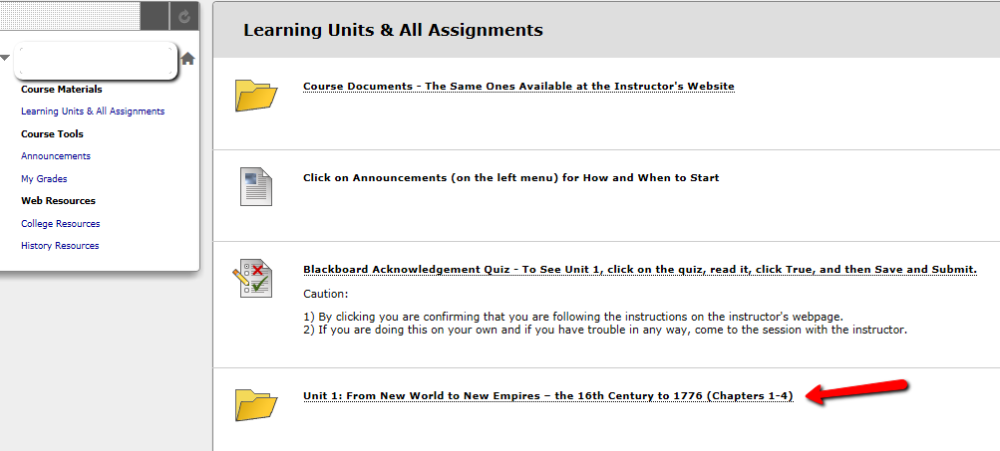 Course Materials
Learning Units & All Assignments
Course Tools
Announcements
My Grades
Web Resources
College Resources
History Resources
Learning Units & All Assignments
Course Documents - The Same Ones Available at the Instructor's Website
Click on Announcements (on the left menu) for How and When to Start
Blackboard Acknowledgement Quiz - To See Unit 1, click on the quiz, read it, click True, and then Save and Submit.
Caution:
1) By clicking you are confirming that you are following the instructions on the instructor's webpage.
2) If you are doing this on your own and if you have trouble in any way, come to the session with the instructor.
Unit 1: From New World to New Empires – the 16th Century to 1776 (Chapters 1-4)